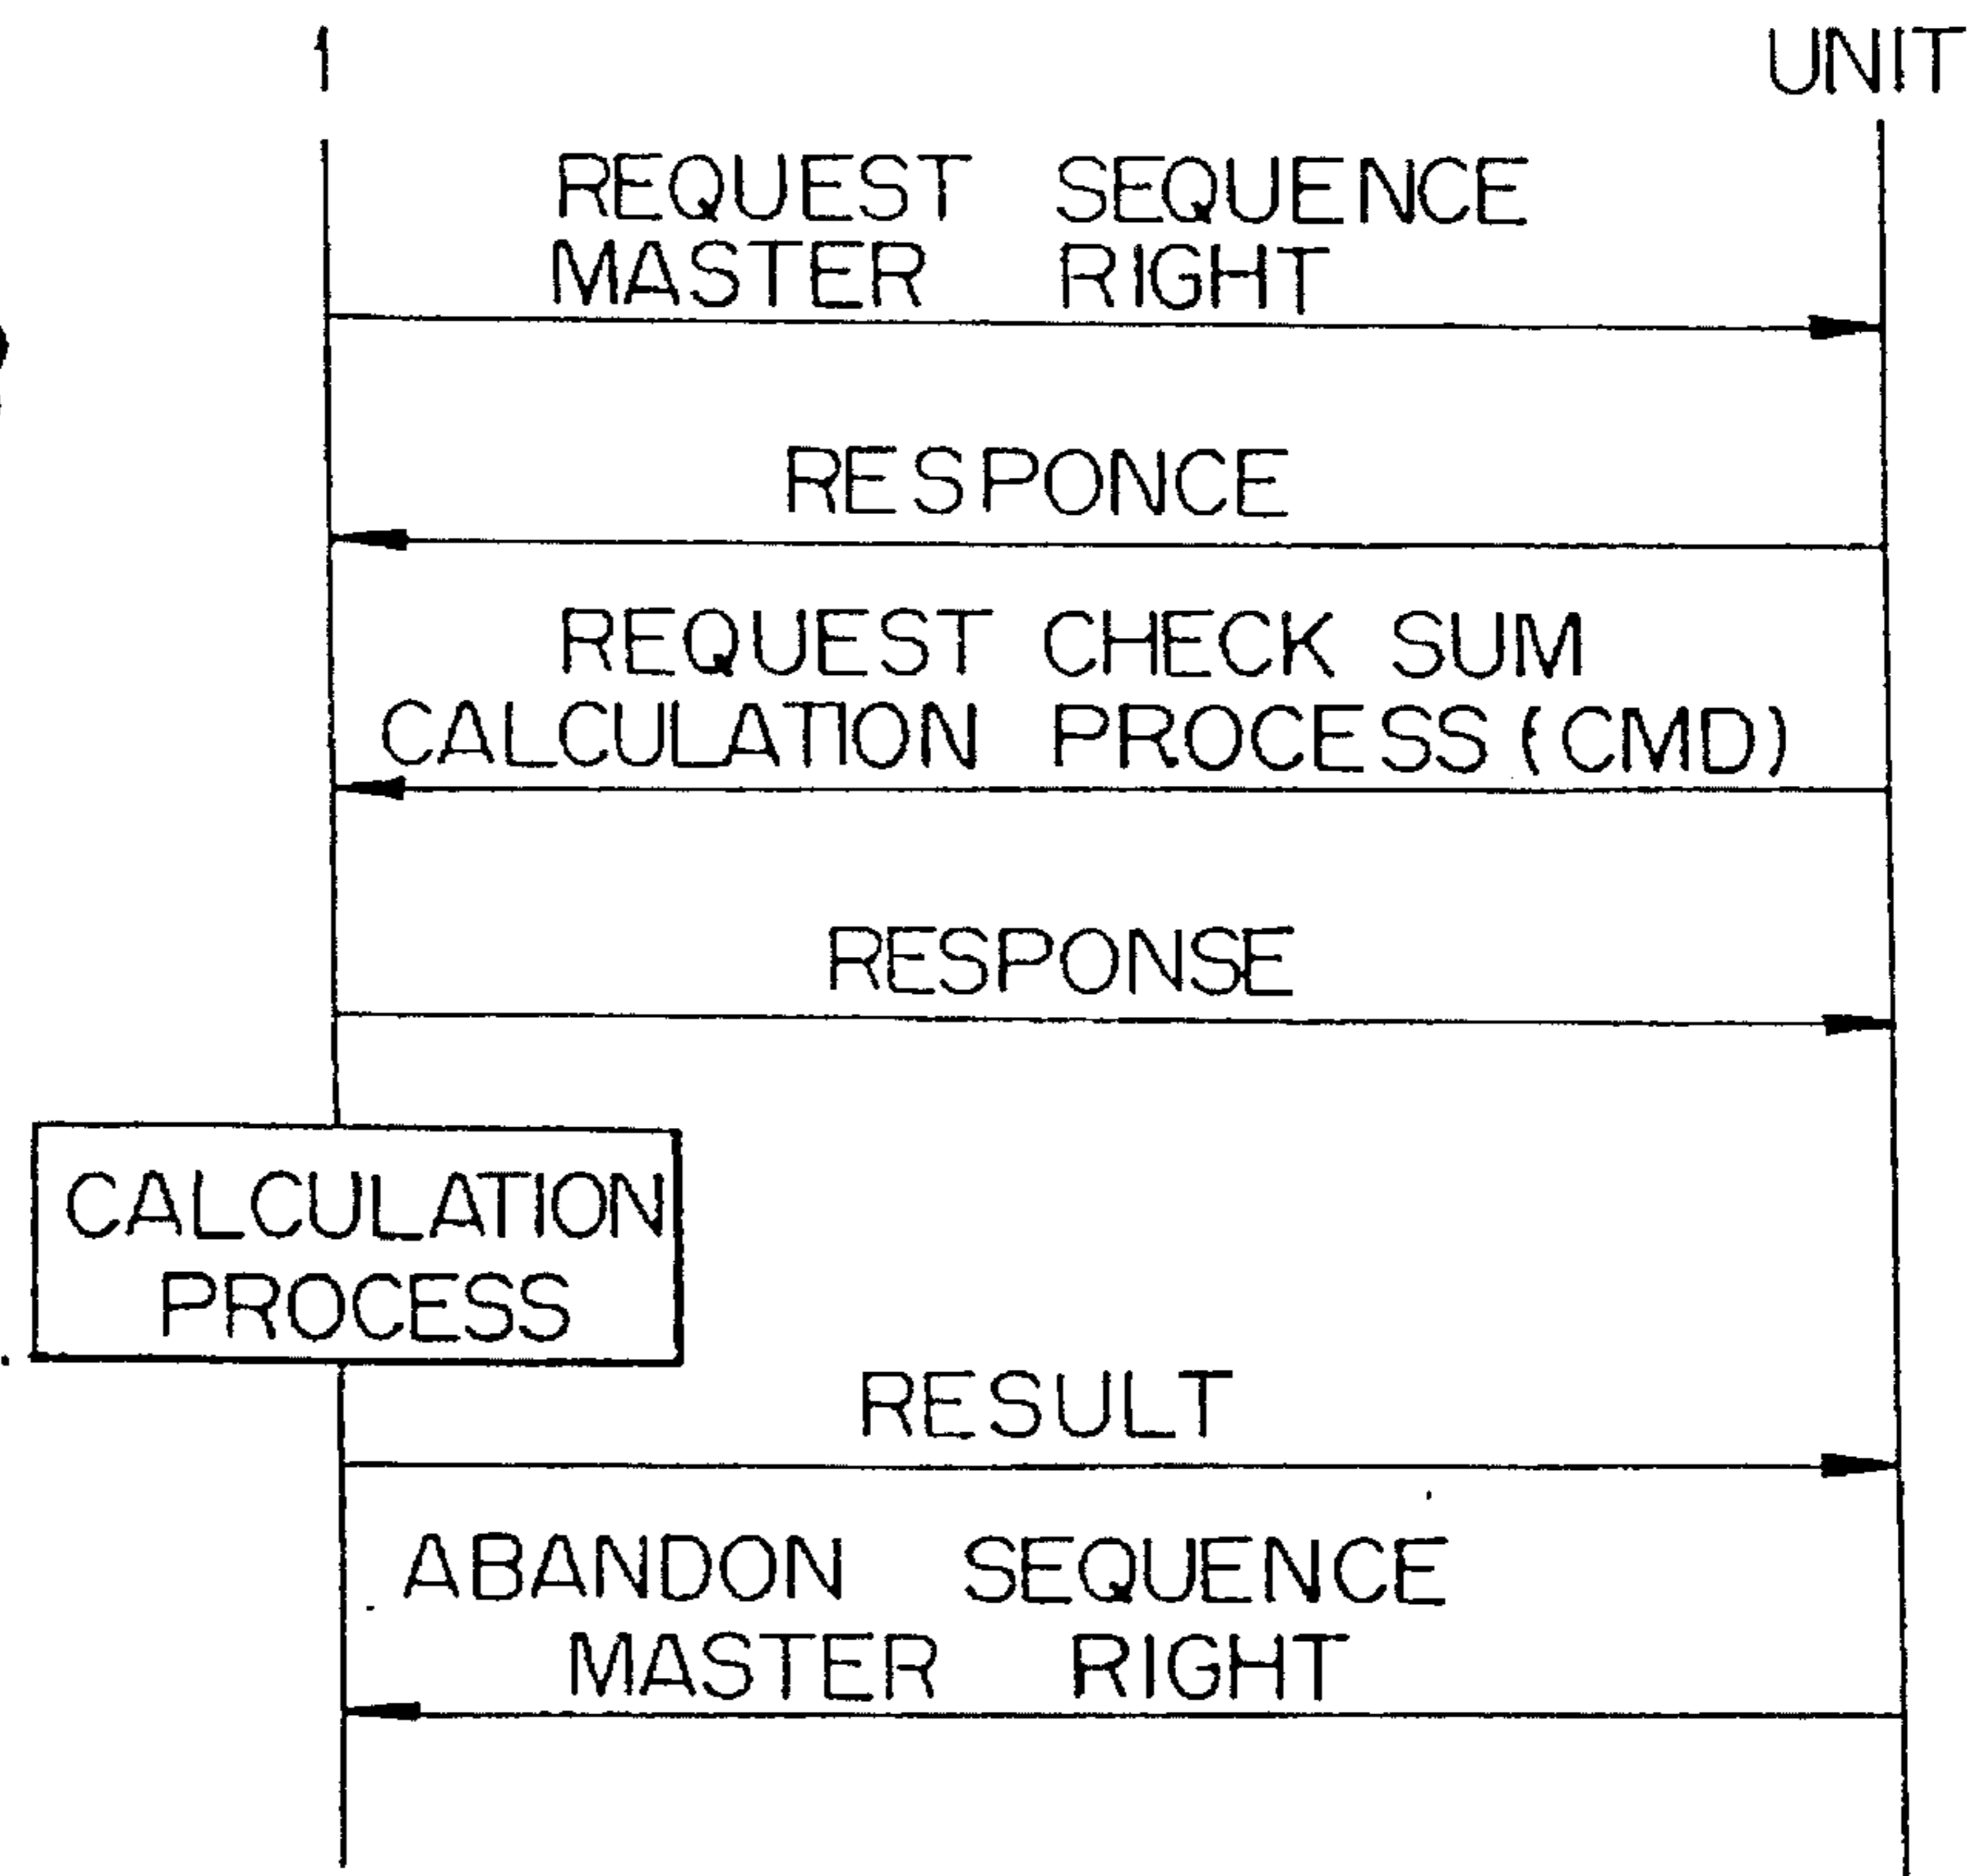 1 UNIT
REQUEST SEQUENCE
MASTER RIGHT
RESPONCE
REQUEST CHECK SUM
CALCULATION PROCESS (CMD)
RESPONSE
CALCULATION
PROCESS
RESULT
ABANDON SEQUENCE
MASTER RIGHT